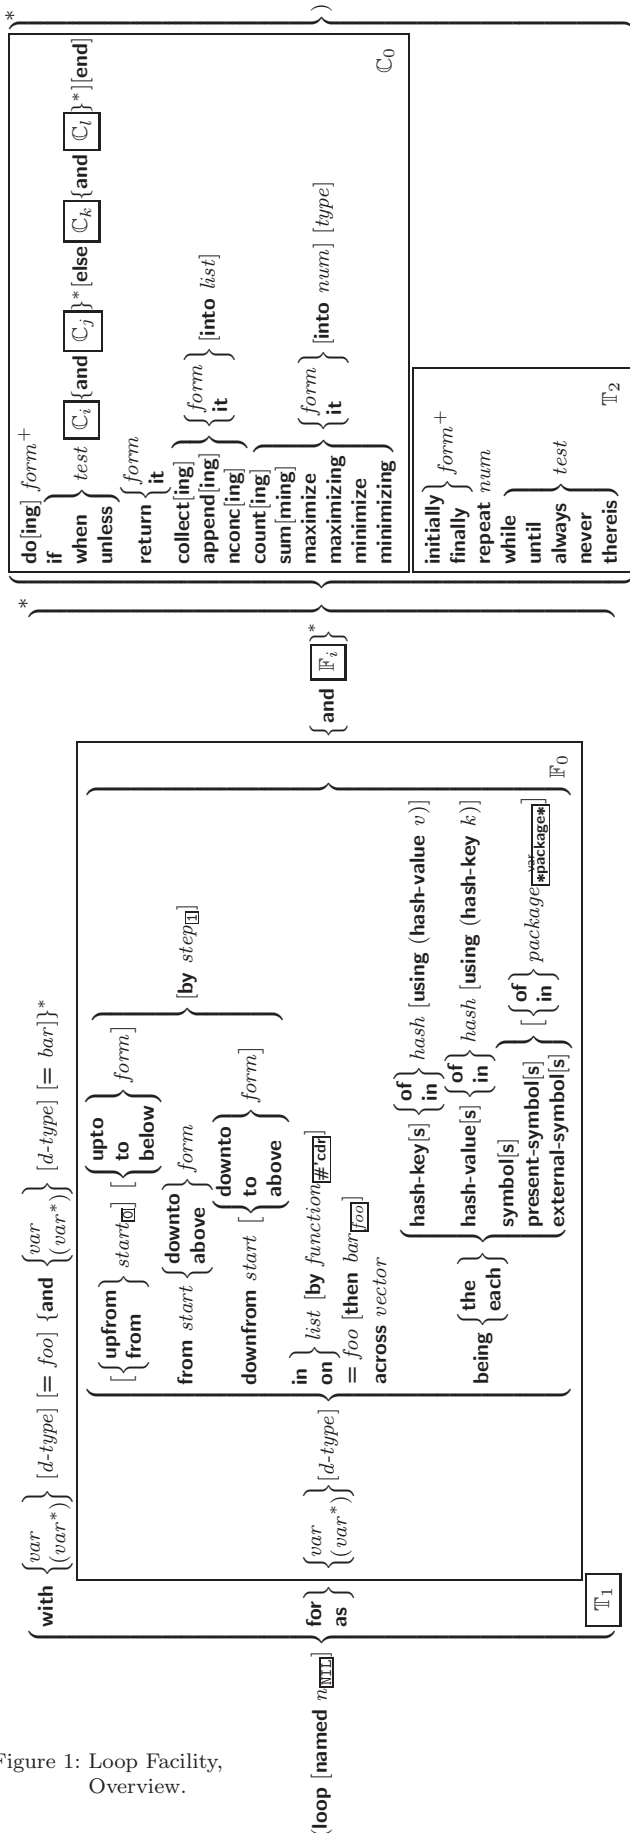 (loop [named n NIL]
with {var (var*)} [d-type] [= foo] {and {var (var*)} [d-type] [= bar]}*
for
as
{var (var*)} [d-type]
[{upfrom from} start 0] [{upto to below} form]
from start {downto above} form
downfrom start [{downto to above} form]
[by step 1]
in
on
list [by function #'cdr]
= foo [then bar foo]
across vector
being {the each}
hash-key[s] {of in} hash [using (hash-value v)]
hash-value[s] {of in} hash [using (hash-key k)]
symbol[s]
present-symbol[s]
external-symbol[s]
[{of in} package var *package*]
𝔽0
{and 𝔽i}*
𝕋1
*
do[ing] form+
if
when
unless
test ℂi {and ℂj}* [else ℂk {and ℂl}*][end]
return {form it}
collect[ing]
append[ing]
nconc[ing]
{form it} [into list]
count[ing]
sum[ming]
maximize
maximizing
minimize
minimizing
{form it} [into num] [type]
ℂ0
initially
finally
form+
repeat num
while
until
always
never
thereis
test
𝕋2
*
)
Figure 1: Loop Facility,
Overview.